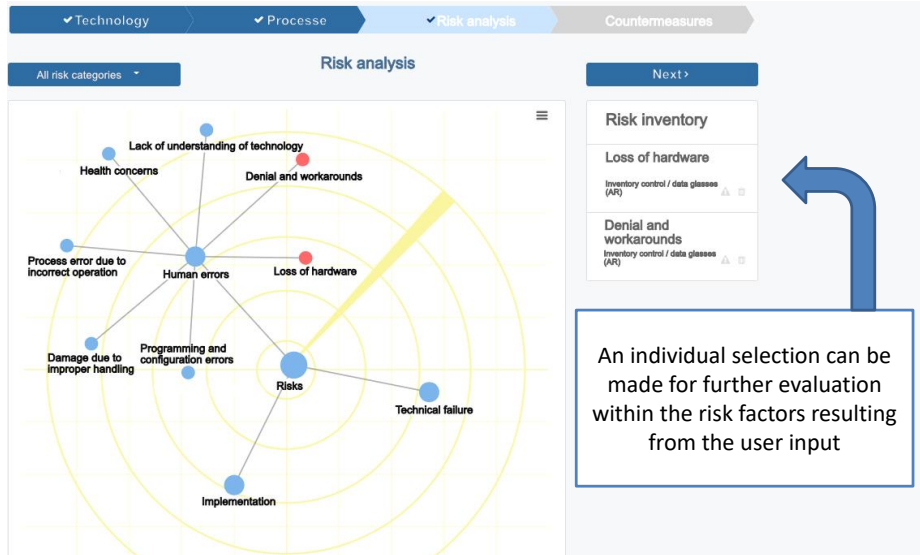 ✔Technology
✔Processe
✔Risk analysis
Countermeasures
All risk categories
Risk analysis
Next›
Lack of understanding of technology
Health concerns
Denial and workarounds
Process error due to
incorrect operation
Human errors
Loss of hardware
Damage due to
improper handling
Programming and
configuration errors
Risks
Technical failure
Implementation
Risk inventory
Loss of hardware
Inventory control / data glasses
(AR)
Denial and
workarounds
Inventory control / data glasses
(AR)
An individual selection can be
made for further evaluation
within the risk factors resulting
from the user input